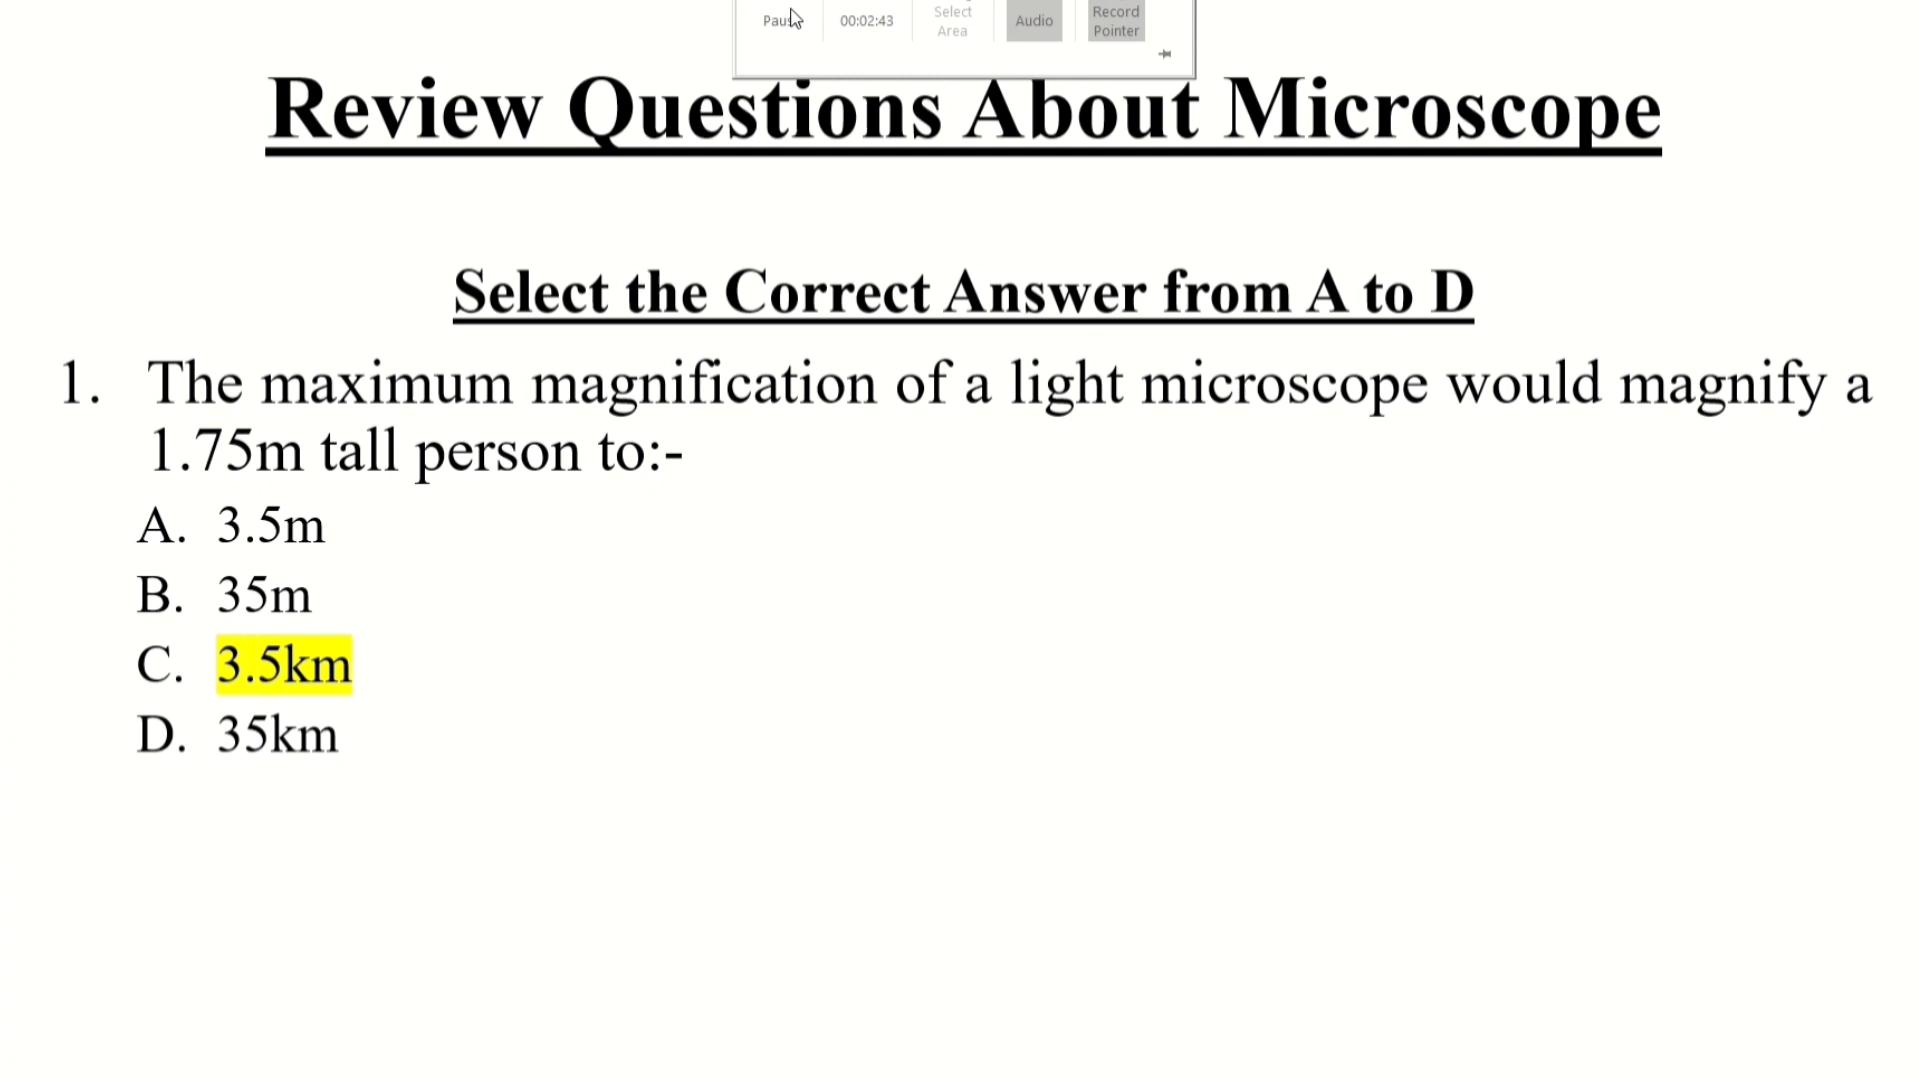 Pause
00:02:43
Select
Area
Audio
Record
Pointer
Review Questions About Microscope
Select the Correct Answer from A to D
1. The maximum magnification of a light microscope would magnify a
1.75m tall person to:-
A. 3.5m
B. 35m
C. 3.5km
D. 35km